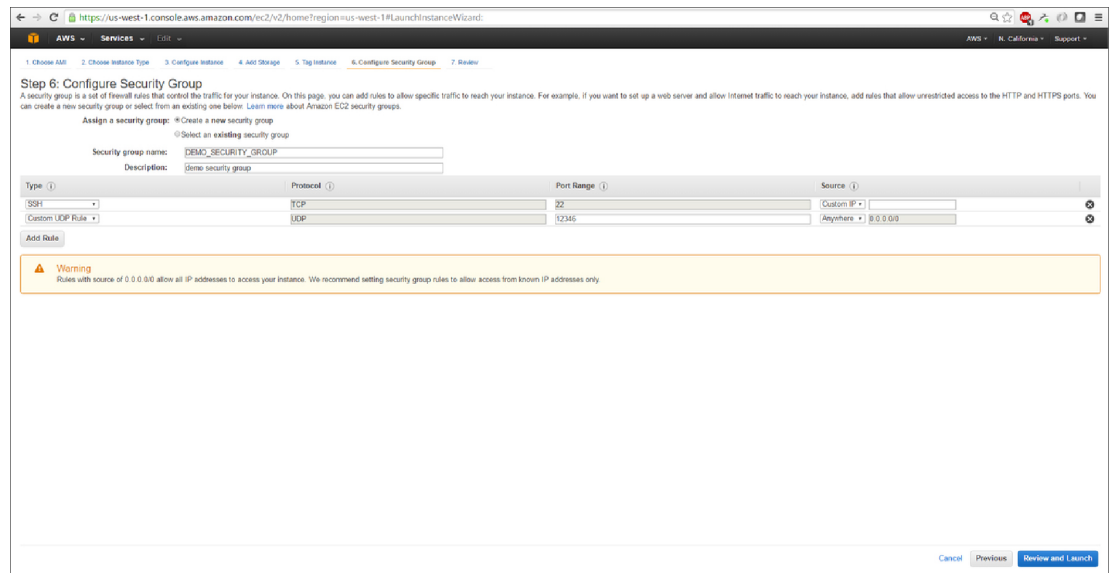 https://us-west-1.console.aws.amazon.com/ec2/v2/home?region=us-west-1#LaunchInstanceWizard:
AWS Services Edit AWS N. California Support
1. Choose AMI 2. Choose Instance Type 3. Configure Instance 4. Add Storage 5. Tag Instance 6. Configure Security Group 7. Review
Step 6: Configure Security Group
A security group is a set of firewall rules that control the traffic for your instance. On this page, you can add rules to allow specific traffic to reach your instance. For example, if you want to set up a web server and allow Internet traffic to reach your instance, add rules that allow unrestricted access to the HTTP and HTTPS ports. You
can create a new security group or select from an existing one below. Learn more about Amazon EC2 security groups.
Assign a security group: Create a new security group
Select an existing security group
Security group name: DEMO_SECURITY_GROUP
Description: demo security group
Type Protocol Port Range Source
SSH TCP 22 Custom IP
Custom UDP Rule UDP 12346 Anywhere 0.0.0.0/0
Add Rule
Warning
Rules with source of 0.0.0.0/0 allow all IP addresses to access your instance. We recommend setting security group rules to allow access from known IP addresses only.
Cancel Previous Review and Launch